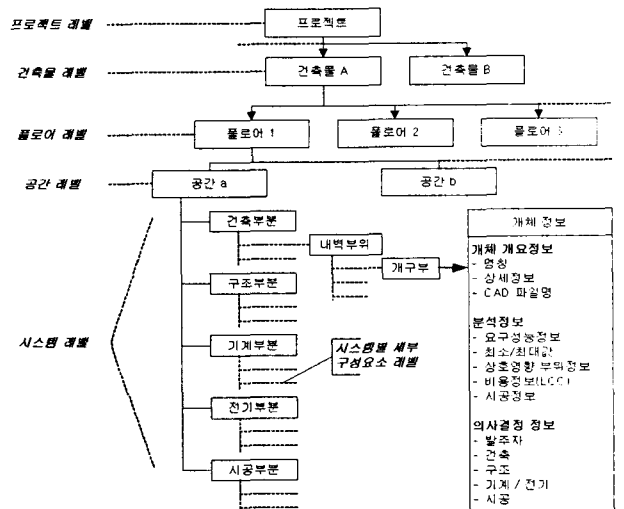 프로젝트 레벨
프로젝트
건축물 레벨
건축물 A
건축물 B
플로어 레벨
플로어 1
플로어 2
플로어 3
공간 레벨
공간 a
공간 b
시스템 레벨
건축부분
내벽부위
개구부
구조부분
기계부분
시스템별 세부
구성요소 레벨
전기부분
시공부분
개체 정보
개체 개요정보
- 명칭
- 상세정보
- CAD 파일명
분석정보
- 요구성능정보
- 최소/최대값
- 상호영향 부위정보
- 비용정보(LCC)
- 시공정보
의사결정 정보
- 발주자
- 건축
- 구조
- 기계 / 전기
- 시공